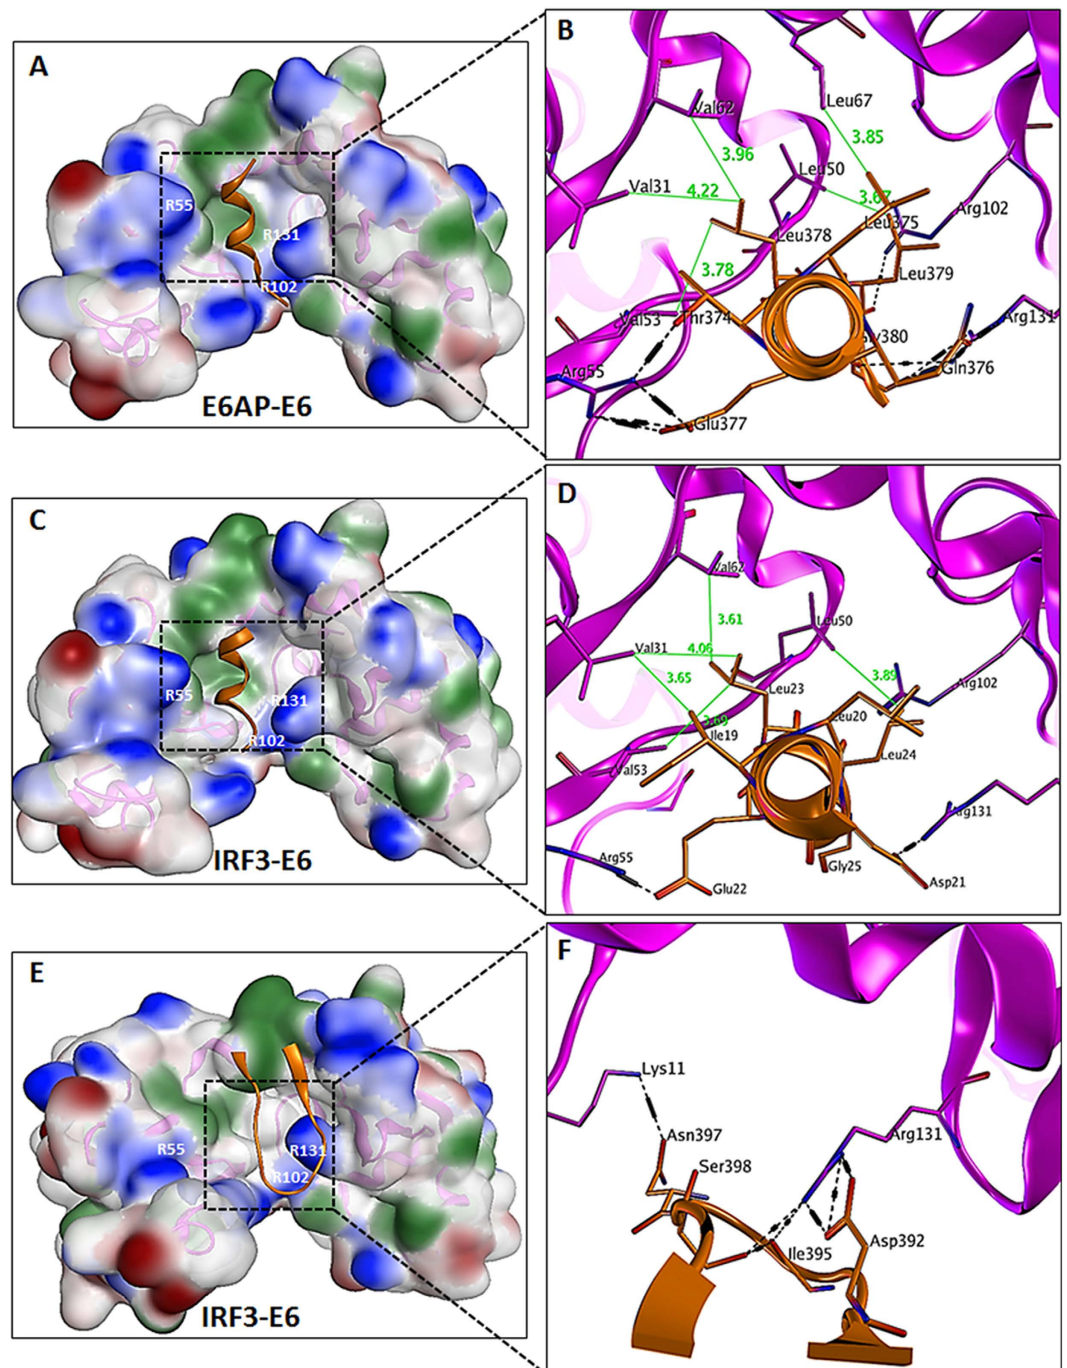 A
R55
R131
R102
E6AP-E6
B
Val62
Leu67
3.85
3.96
Leu50
Val31
4.22
3.67
Leu375
Arg102
Leu378
Leu379
3.78
Val53
Thr374
Arg131
Gln376
Arg55
Glu377
C
R55
R131
R102
IRF3-E6
D
Val62
3.61
Leu50
Val31
4.06
3.65
3.89
Arg102
Leu23
Leu20
3.69
Ile19
Leu24
Val53
Arg131
Arg55
Gly25
Glu22
Asp21
E
R55
R131
R102
IRF3-E6
F
Lys11
Asn397
Arg131
Ser398
Asp392
Ile395